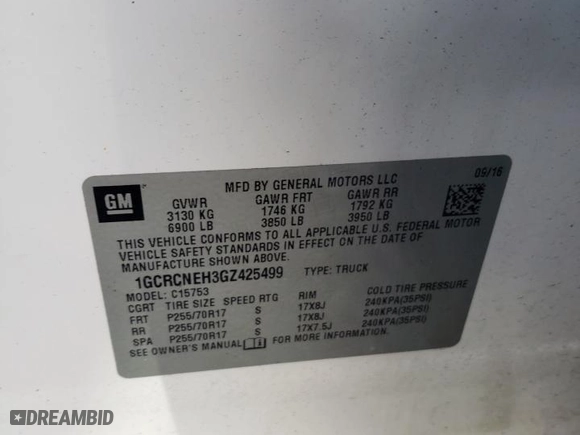 GM
MFD BY GENERAL MOTORS LLC
09/16
GVWR GAWR FRT GAWR RR
3130 KG 1746 KG 1792 KG
6900 LB 3850 LB 3950 LB
THIS VEHICLE CONFORMS TO ALL APPLICABLE U.S. FEDERAL MOTOR
VEHICLE SAFETY STANDARDS IN EFFECT ON THE DATE OF
MANUFACTURE SHOWN ABOVE.
1GCRCNEH3GZ425499 TYPE: TRUCK
MODEL: C15753
CGRT TIRE SIZE SPEED RTG RIM COLD TIRE PRESSURE
FRT P255/70R17 S 17X8J 240KPA(35PSI)
RR P255/70R17 S 17X8J 240KPA(35PSI)
SPA P255/70R17 S 17X7.5J 240KPA(35PSI)
SEE OWNER'S MANUAL FOR MORE INFORMATION.
DREAMBID